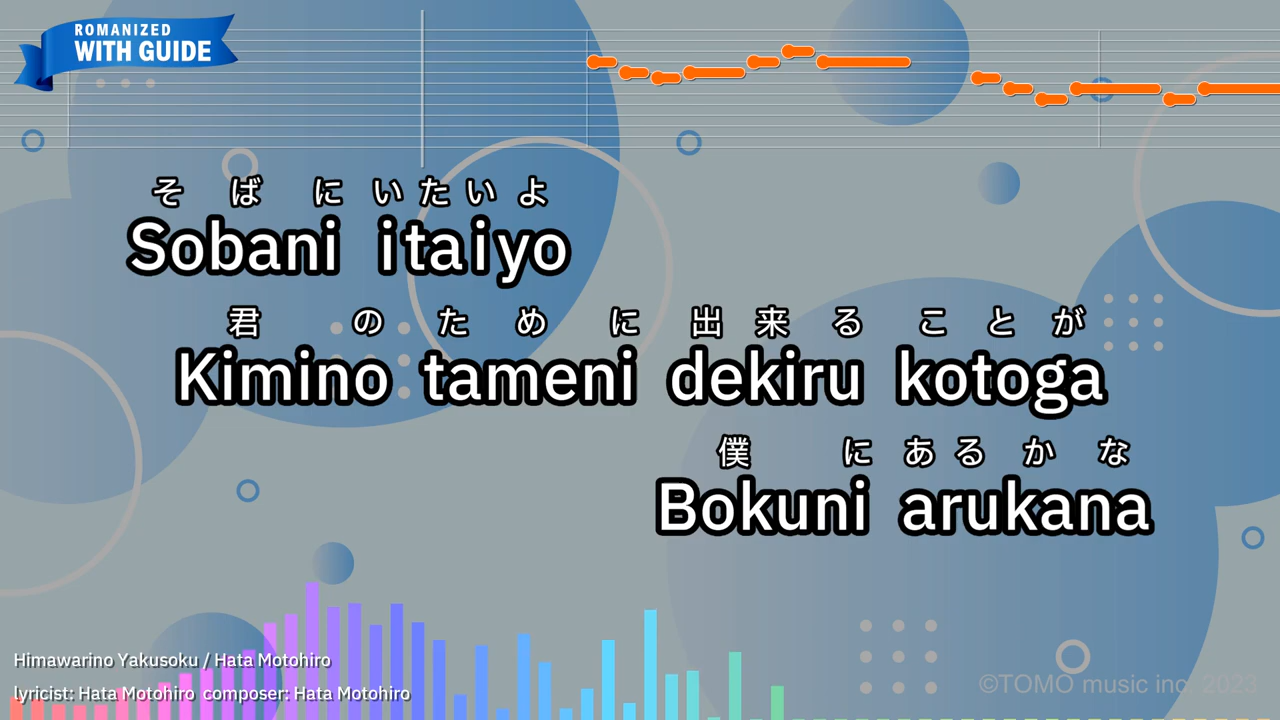 ROMANIZED
WITH GUIDE
そばにいたいよ
Sobani itaiyo
君のために出来ることが
Kimino tameni dekiru kotoga
僕にあるかな
Bokuni arukana
Himawarino Yakusoku / Hata Motohiro
lyricist: Hata Motohiro composer: Hata Motohiro
©TOMO music inc. 2023